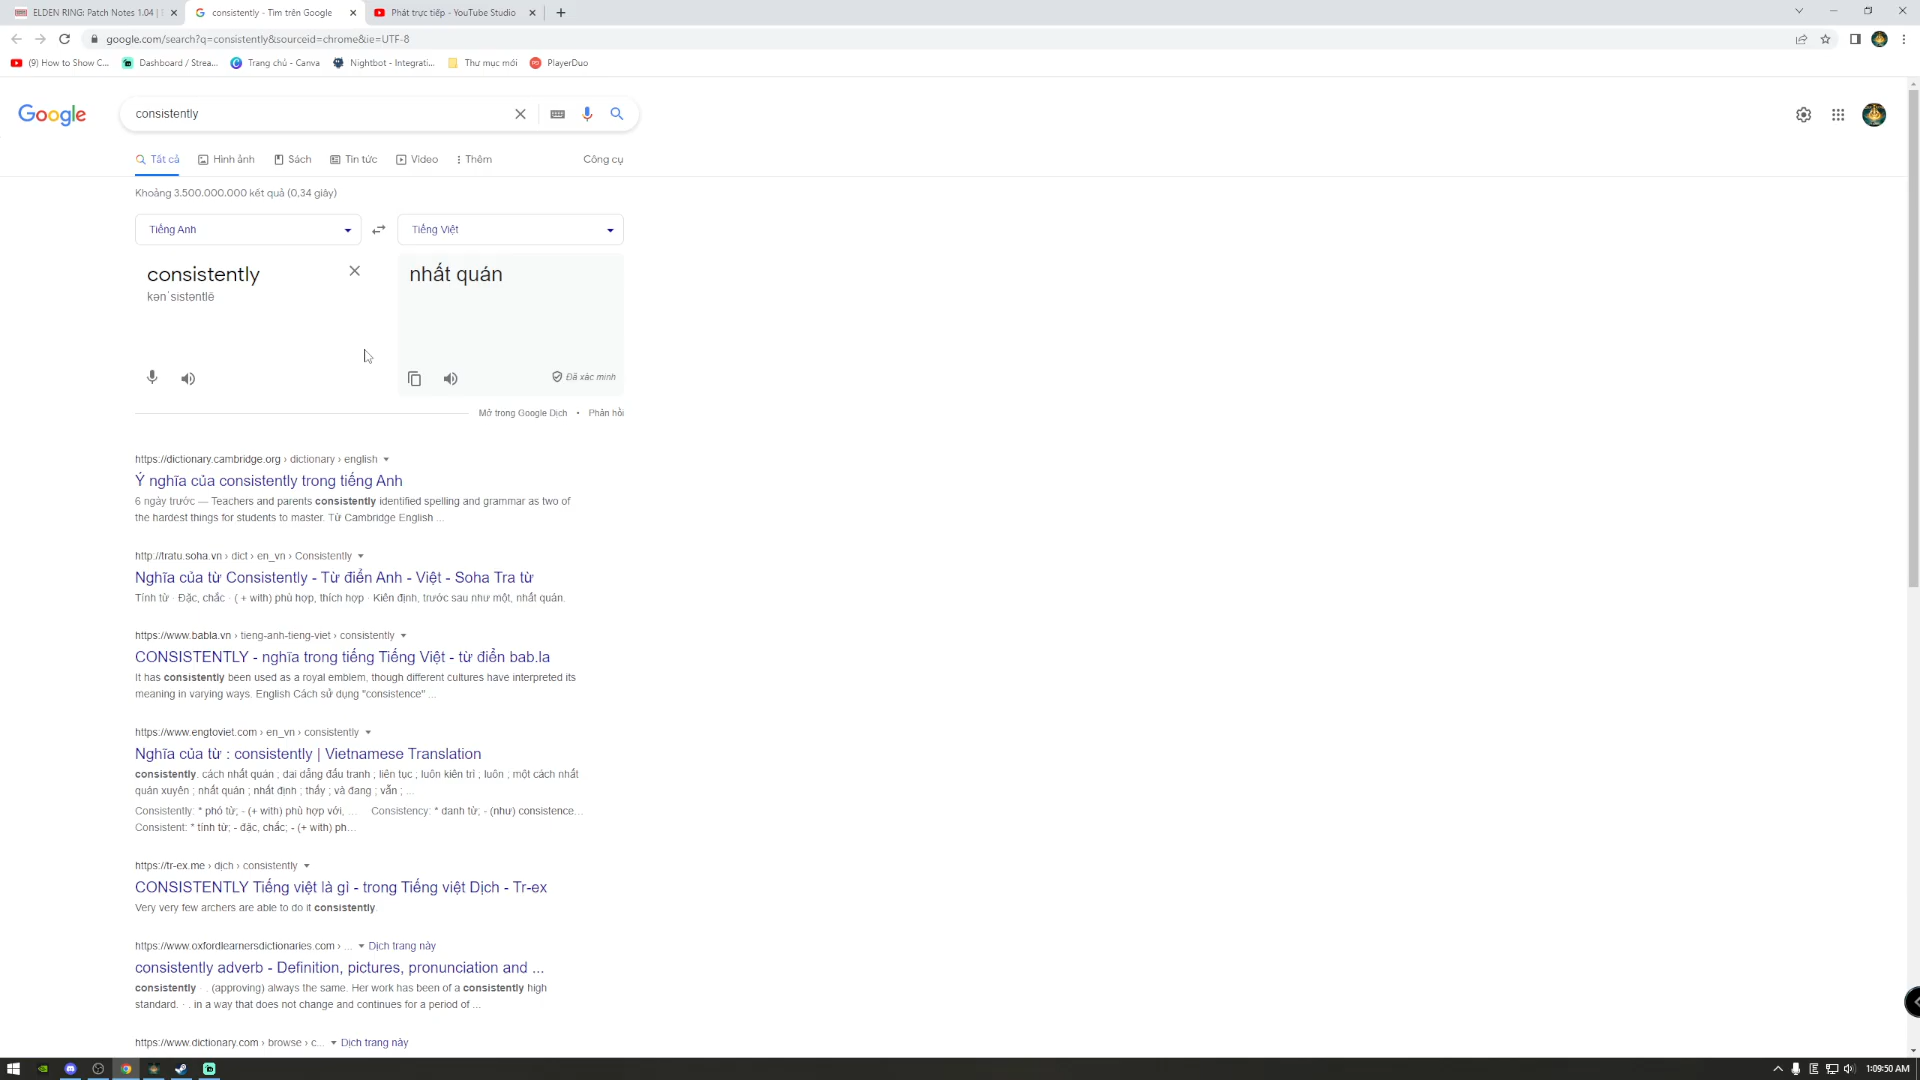 ELDEN RING: Patch Notes 1.04 |
consistently - Tìm trên Google
Phát trực tiếp - YouTube Studio
google.com/search?q=consistently&sourceid=chrome&ie=UTF-8
(9) How to Show C...
Dashboard / Strea...
Trang chủ - Canva
Nightbot - Integrati...
Thư mục mới
PlayerDuo
Google
consistently
Tất cả
Hình ảnh
Sách
Tin tức
Video
Thêm
Công cụ
Khoảng 3.500.000.000 kết quả (0,34 giây)
Tiếng Anh
Tiếng Việt
consistently
kənˈsistəntlē
nhất quán
Đã xác minh
Mở trong Google Dịch • Phản hồi
https://dictionary.cambridge.org › dictionary › english
Ý nghĩa của consistently trong tiếng Anh
6 ngày trước — Teachers and parents consistently identified spelling and grammar as two of
the hardest things for students to master. Từ Cambridge English ...
http://tratu.soha.vn › dict › en_vn › Consistently
Nghĩa của từ Consistently - Từ điển Anh - Việt - Soha Tra từ
Tính từ · Đặc, chắc · ( + with) phù hợp, thích hợp · Kiên định, trước sau như một, nhất quán.
https://www.babla.vn › tieng-anh-tieng-viet › consistently
CONSISTENTLY - nghĩa trong tiếng Tiếng Việt - từ điển bab.la
It has consistently been used as a royal emblem, though different cultures have interpreted its
meaning in varying ways. English Cách sử dụng "consistence" ...
https://www.engtoviet.com › en_vn › consistently
Nghĩa của từ : consistently | Vietnamese Translation
consistently. cách nhất quán ; dai dẳng đấu tranh ; liên tục ; luôn kiên trì ; luôn ; một cách nhất
quán xuyên ; nhất quán ; nhất định ; thấy ; và đang ; vẫn ; ...
Consistently: * phó từ; - (+ with) phù hợp với, ...
Consistency: * danh từ; - (như) consistence...
Consistent: * tính từ; - đặc, chắc; - (+ with) ph...
https://tr-ex.me › dịch › consistently
CONSISTENTLY Tiếng việt là gì - trong Tiếng việt Dịch - Tr-ex
Very very few archers are able to do it consistently.
https://www.oxfordlearnersdictionaries.com › ... Dịch trang này
consistently adverb - Definition, pictures, pronunciation and ...
consistently · . (approving) always the same. Her work has been of a consistently high
standard. · . in a way that does not change and continues for a period of ...
https://www.dictionary.com › browse › c... Dịch trang này
1:09:50 AM